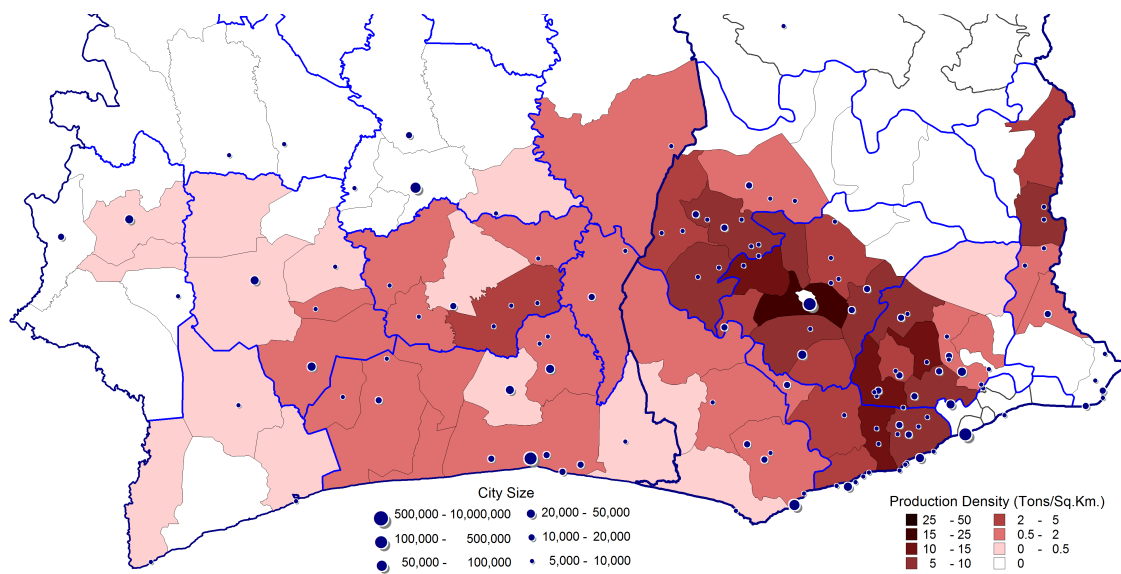 City Size
500,000 - 10,000,000
100,000 - 500,000
50,000 - 100,000
20,000 - 50,000
10,000 - 20,000
5,000 - 10,000
Production Density (Tons/Sq.Km.)
25 - 50
15 - 25
10 - 15
5 - 10
2 - 5
0.5 - 2
0 - 0.5
0